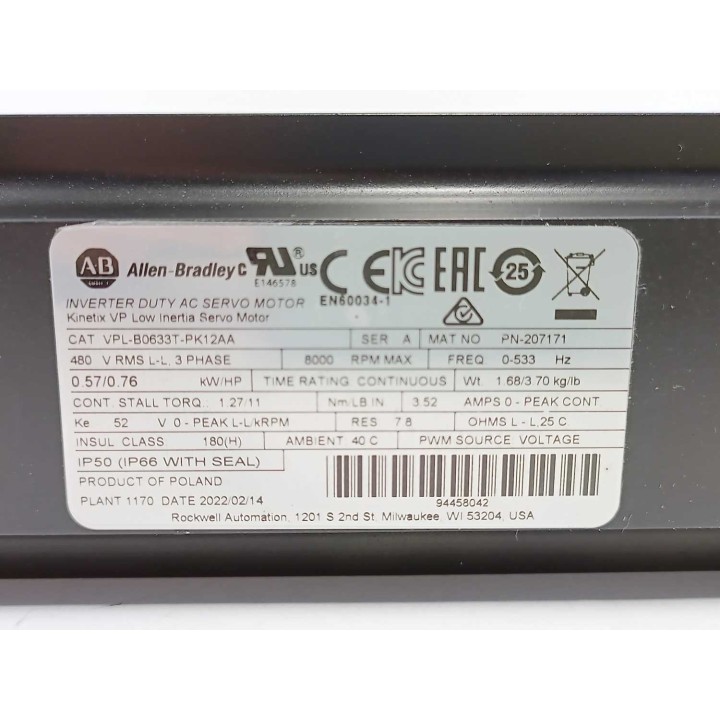 AB Allen-Bradley c RU ® US CE EAC EAC 25
E146578
EN60034-1
INVERTER DUTY AC SERVO MOTOR
Kinetix VP Low Inertia Servo Motor
CAT VPL-B0633T-PK12AA SER A MAT NO PN-207171
480 V RMS L-L, 3 PHASE 8000 RPM MAX FREQ 0-533 Hz
0.57/0.76 kW/HP TIME RATING CONTINUOUS Wt. 1.68/3.70 kg/lb
CONT. STALL TORQ... 1.27/11 Nm/LB IN 3.52 AMPS 0 - PEAK CONT
Ke 52 V 0 - PEAK L-L/kRPM RES 7.8 OHMS L - L,25 C
INSUL CLASS 180(H) AMBIENT 40 C PWM SOURCE VOLTAGE
IP50 (IP66 WITH SEAL)
PRODUCT OF POLAND
PLANT 1170 DATE 2022/02/14 94458042
Rockwell Automation, 1201 S 2nd St. Milwaukee, WI 53204, USA